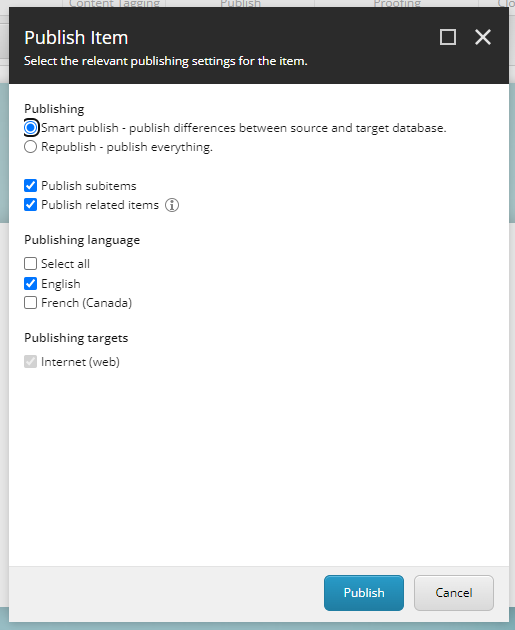 Content Tagging Publish Proofing
Publish Item
Select the relevant publishing settings for the item.
Publishing
Smart publish - publish differences between source and target database.
Republish - publish everything.
Publish subitems
Publish related items
Publishing language
Select all
English
French (Canada)
Publishing targets
Internet (web)
Publish Cancel